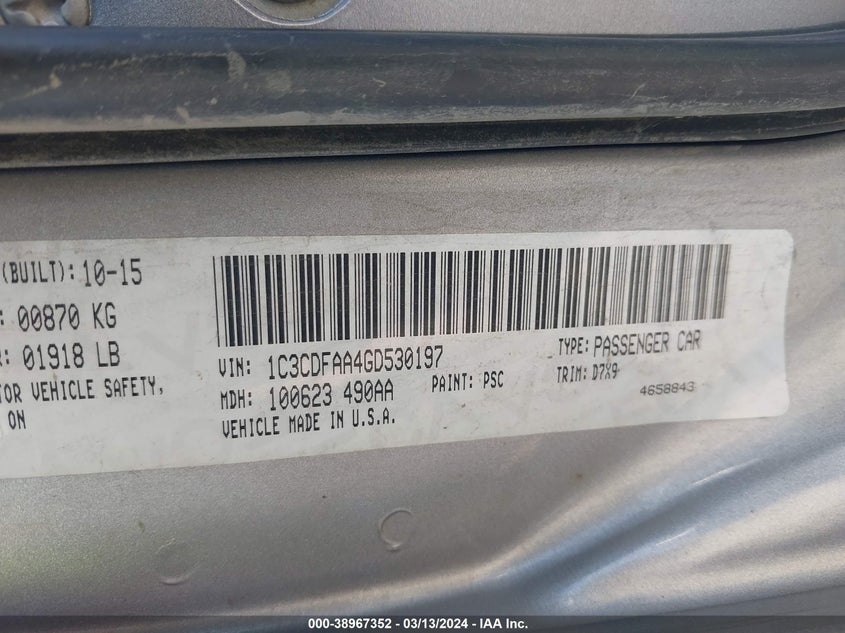 (BUILT): 10-15
: 00870 KG
R: 01918 LB
TOR VEHICLE SAFETY,
ON
VIN: 1C3CDFAA4GD530197
TYPE: PASSENGER CAR
MDH: 100623 490AA
PAINT: PSC
TRIM: D7X9
VEHICLE MADE IN U.S.A.
4658843
000-38967352 - 03/13/2024 - IAA Inc.